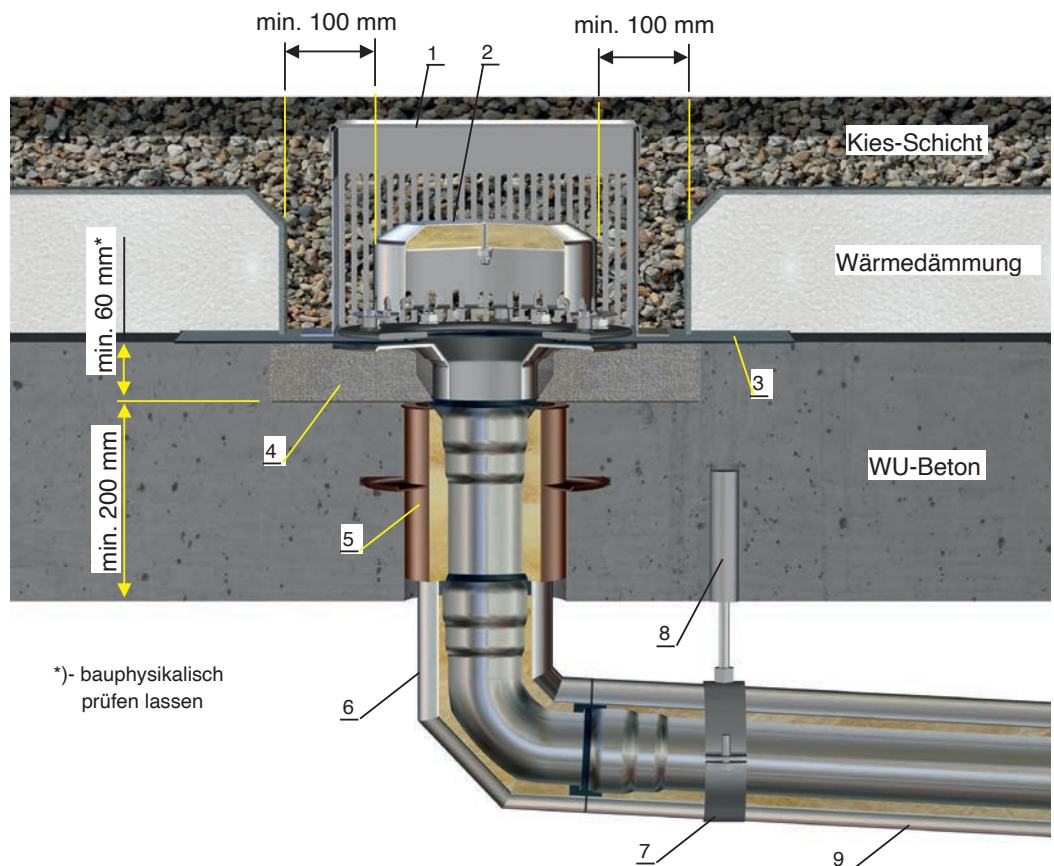 min. 100 mm
min. 100 mm
1
2
Kies-Schicht
Wärmedämmung
min. 60 mm*
3
4
WU-Beton
min. 200 mm
5
8
*)- bauphysikalisch
prüfen lassen
6
7
9